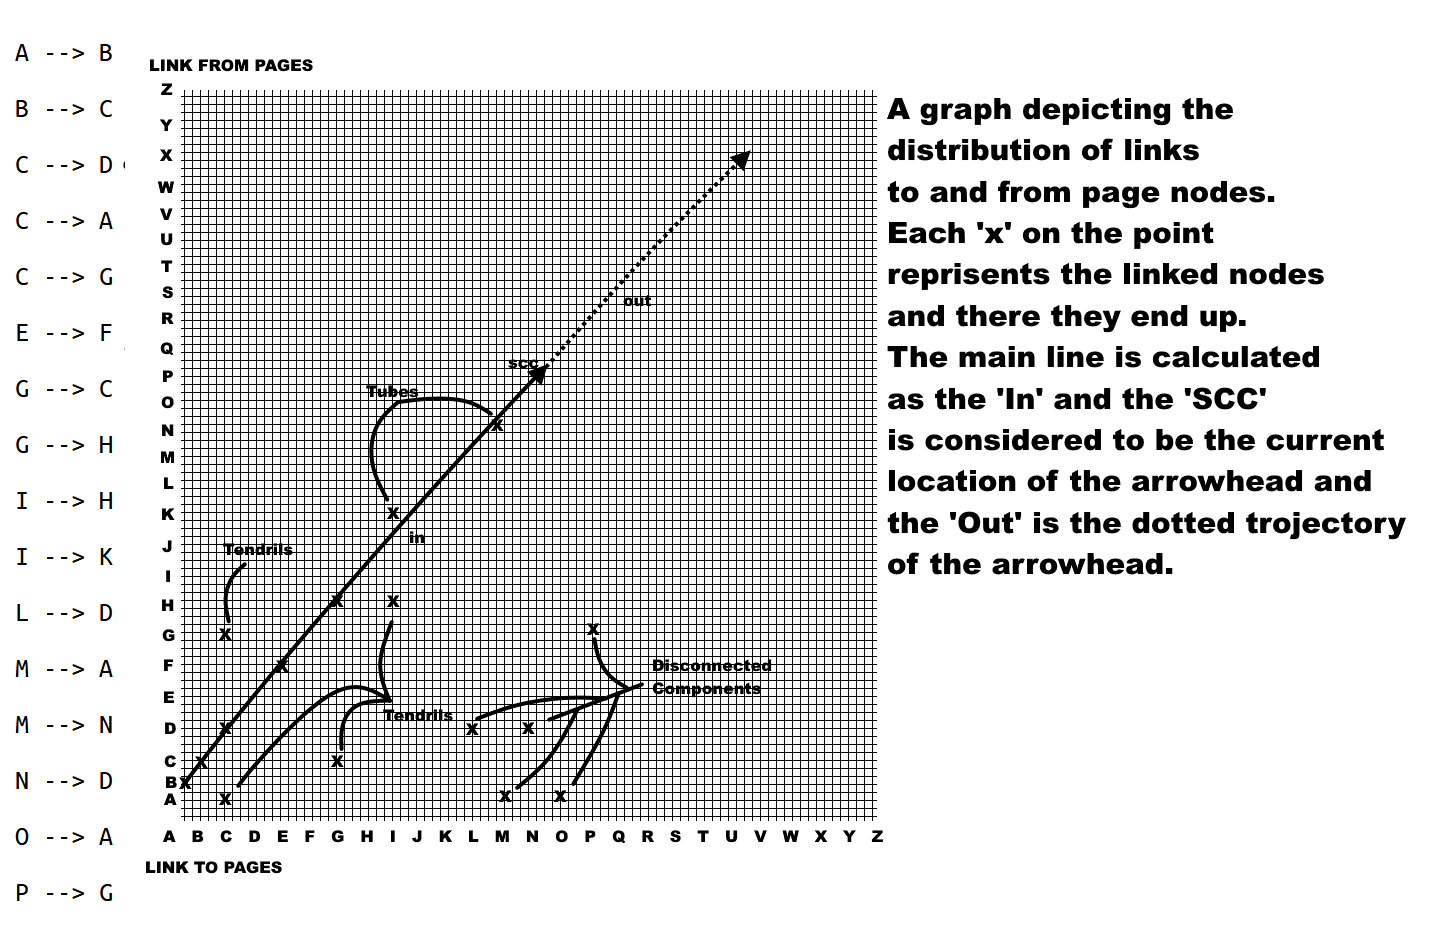 A --> B
B --> C
C --> D
C --> A
C --> G
E --> F
G --> C
G --> H
I --> H
I --> K
L --> D
M --> A
M --> N
N --> D
O --> A
P --> G
LINK FROM PAGES
Z
Y
X
W
V
U
T
S
R
Q
P
O
N
M
L
K
J
I
H
G
F
E
D
C
B
A
out
scc
Tubes
X
X
in
Tendrils
X
X
X
X
X
Disconnected
Components
Tendrils
X
X
X
X
X
X
X
X
X
A B C D E F G H I J K L M N O P Q R S T U V W X Y Z
LINK TO PAGES
A graph depicting the
distribution of links
to and from page nodes.
Each 'x' on the point
reprisents the linked nodes
and there they end up.
The main line is calculated
as the 'In' and the 'SCC'
is considered to be the current
location of the arrowhead and
the 'Out' is the dotted trojectory
of the arrowhead.